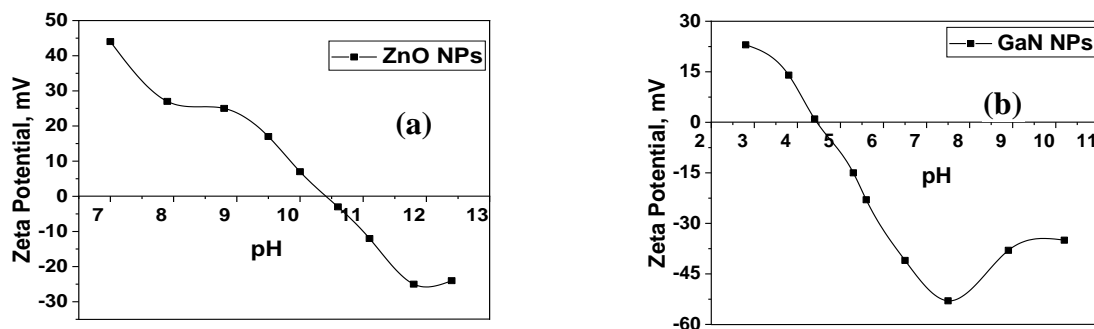 50
40
30
20
10
0
-10
-20
-30
7 8 9 10 11 12 13
Zeta Potential, mV
pH
ZnO NPs
(a)
30
15
0
-15
-30
-45
-60
2 3 4 5 6 7 8 9 10 11
Zeta Potential, mV
pH
GaN NPs
(b)